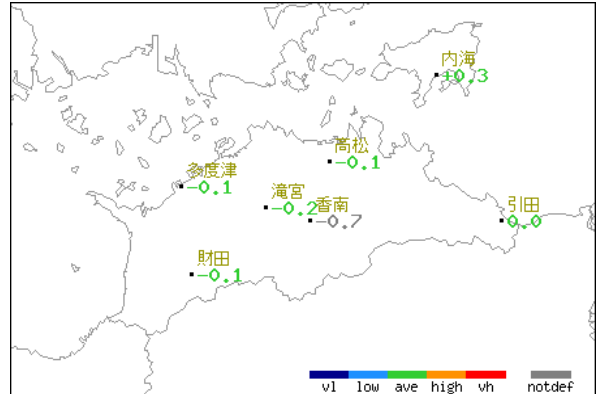 内海
+0.3
高松
-0.1
多度津
-0.1
滝宮
-0.2
香南
-0.7
引田
0.0
財田
-0.1
vl low ave high vh notdef